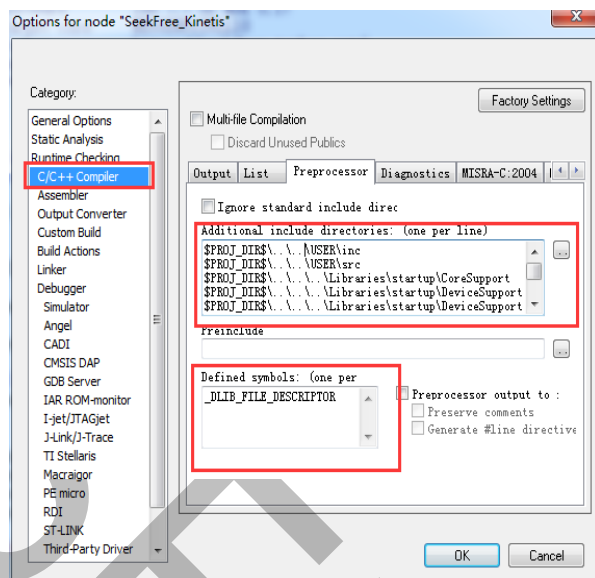 Options for node "SeekFree_Kinetis"
x
Category:
General Options
Static Analysis
Runtime Checking
C/C++ Compiler
Assembler
Output Converter
Custom Build
Build Actions
Linker
Debugger
Simulator
Angel
CADI
CMSIS DAP
GDB Server
IAR ROM-monitor
I-jet/JTAGjet
J-Link/J-Trace
TI Stellaris
Macraigor
PE micro
RDI
ST-LINK
Third-Party Driver
Factory Settings
Multi-file Compilation
Discard Unused Publics
Output List Preprocessor Diagnostics MISRA-C:2004
Ignore standard include direc
Additional include directories: (one per line)
$PROJ_DIR$\..\..\USER\inc
$PROJ_DIR$\..\..\USER\src
$PROJ_DIR$\..\..\..\Libraries\startup\CoreSupport
$PROJ_DIR$\..\..\..\Libraries\startup\DeviceSupport
$PROJ_DIR$\..\..\..\Libraries\startup\DeviceSupport
...
Preinclude
...
Defined symbols: (one per
_DLIB_FILE_DESCRIPTOR
Preprocessor output to :
Preserve comments
Generate #line directive
OK Cancel